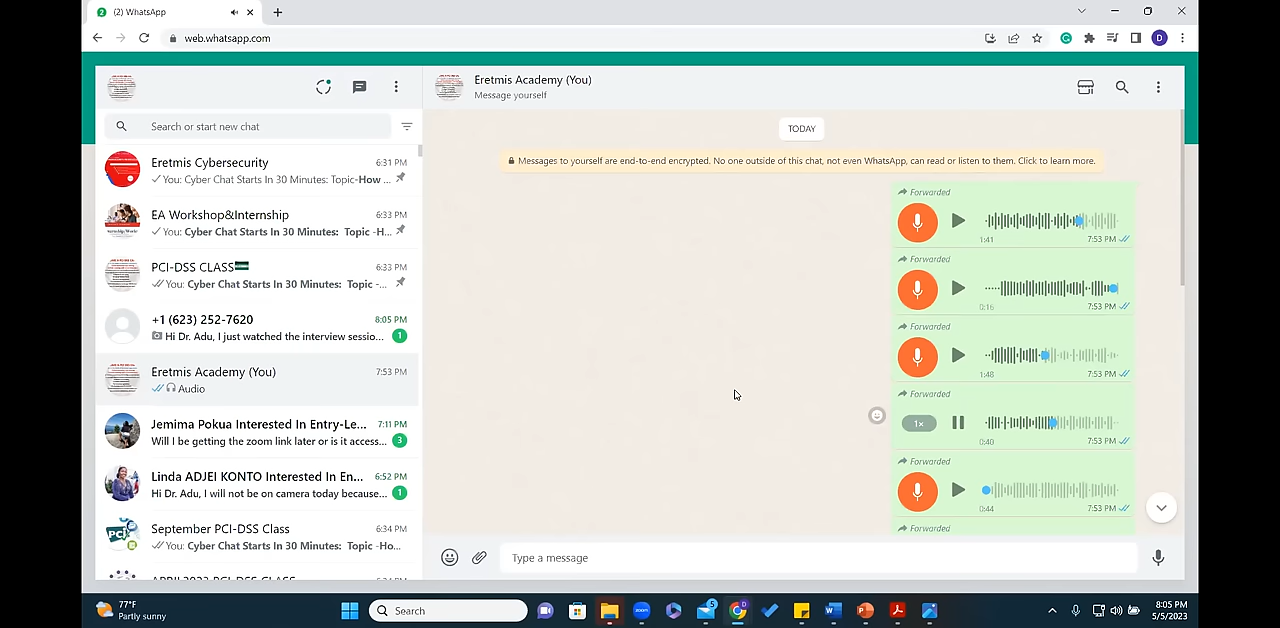 (2) WhatsApp
web.whatsapp.com
Eretmis Academy (You)
Message yourself
Search or start new chat
Eretmis Cybersecurity 6:31 PM
You: Cyber Chat Starts In 30 Minutes: Topic-How ...
EA Workshop&Internship 6:33 PM
You: Cyber Chat Starts In 30 Minutes: Topic -H...
PCI-DSS CLASS 6:33 PM
You: Cyber Chat Starts In 30 Minutes: Topic -...
+1 (623) 252-7620 8:05 PM
Hi Dr. Adu, I just watched the interview sessio... 1
Eretmis Academy (You) 7:53 PM
Audio
Jemima Pokua Interested In Entry-Le... 7:11 PM
Will I be getting the zoom link later or is it access... 3
Linda ADJEI KONTO Interested In En... 6:52 PM
Hi Dr. Adu, I will not be on camera today because... 1
September PCI-DSS Class 6:34 PM
You: Cyber Chat Starts In 30 Minutes: Topic -Ho...
TODAY
Messages to yourself are end-to-end encrypted. No one outside of this chat, not even WhatsApp, can read or listen to them. Click to learn more.
Forwarded
1:41 7:53 PM
Forwarded
0:16 7:53 PM
Forwarded
1:48 7:53 PM
Forwarded
1×
0:40 7:53 PM
Forwarded
0:44 7:53 PM
Forwarded
Type a message
77°F
Partly sunny
Search
8:05 PM
5/5/2023